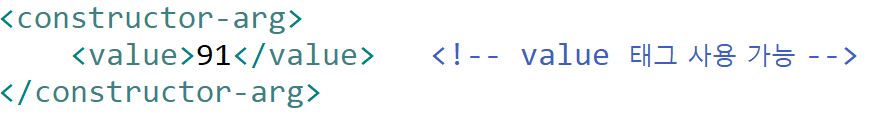 <constructor-arg>
<value>91</value> <!-- value 태그 사용 가능 -->
</constructor-arg>